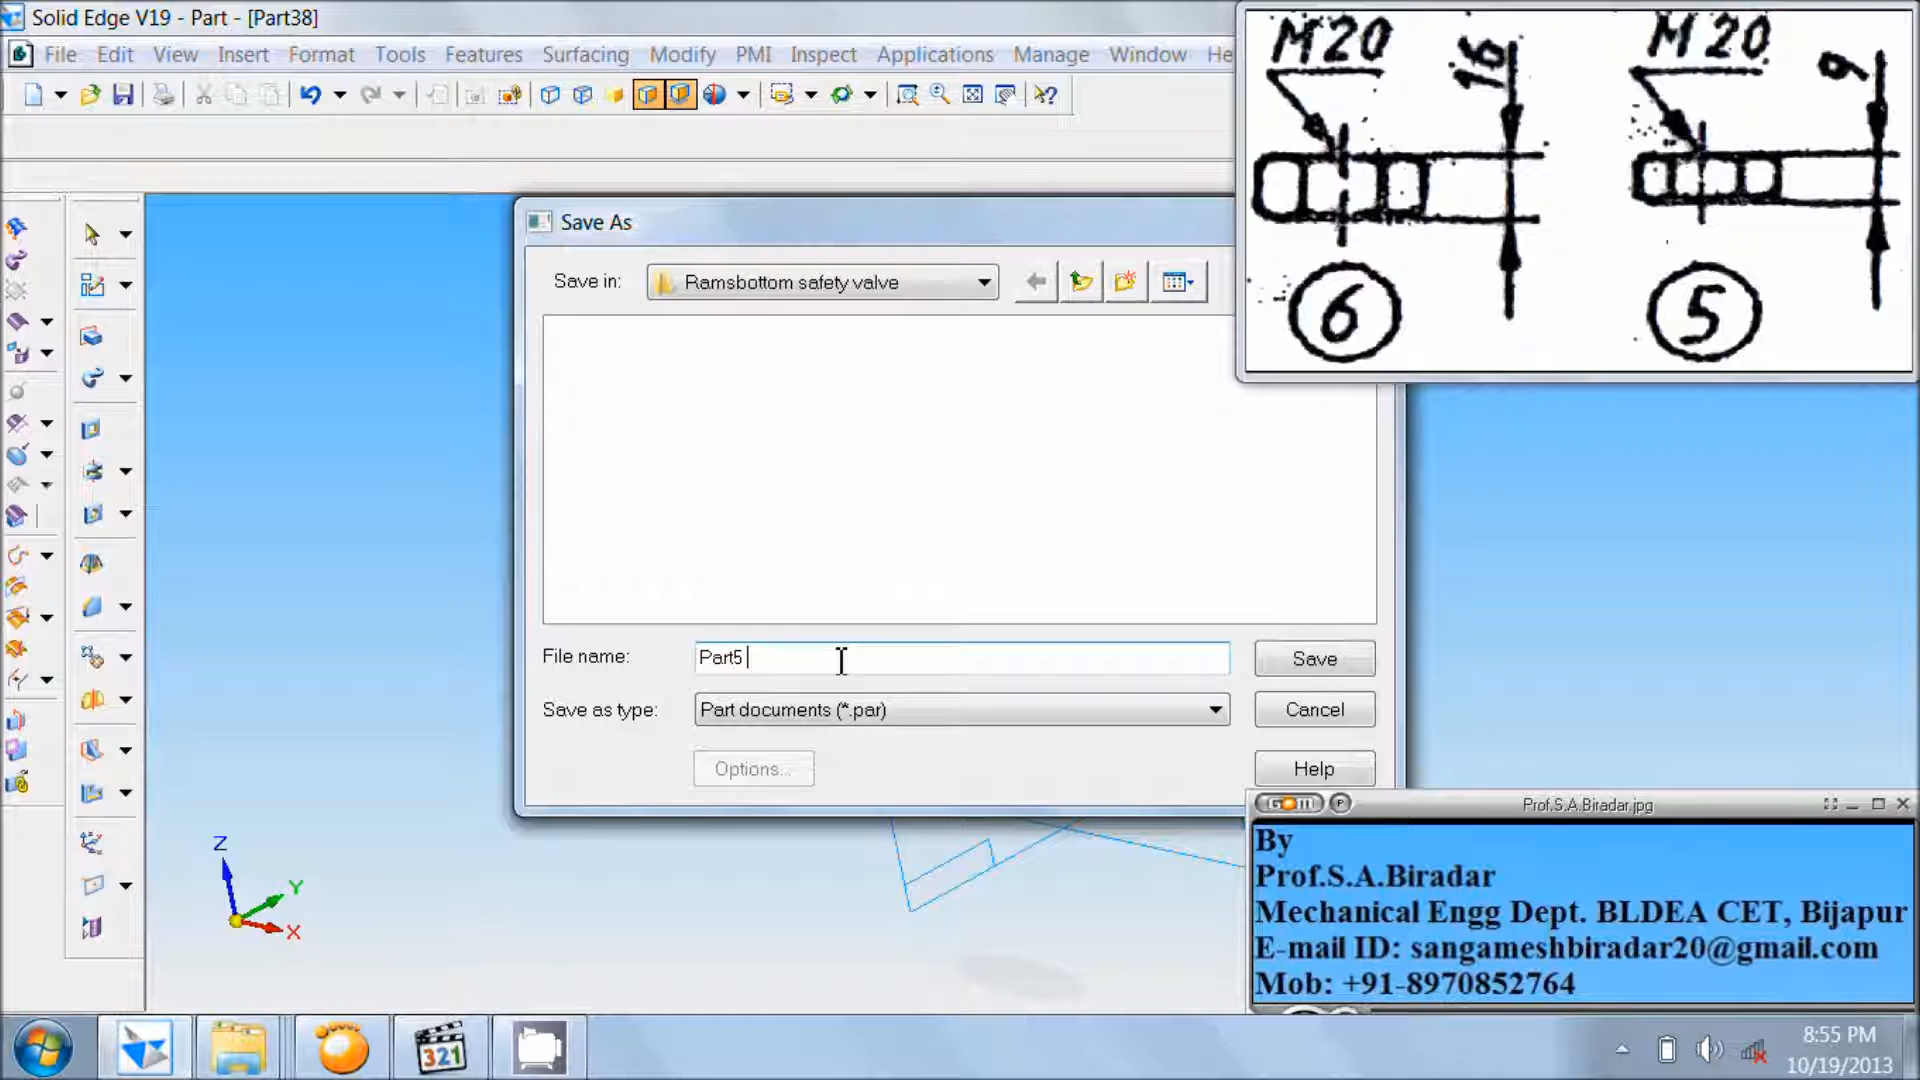 Solid Edge V19 - Part - [Part38]
File Edit View Insert Format Tools Features Surfacing Modify PMI Inspect Applications Manage Window He
M20
16
M20
9
6
5
Save As
Save in: Ramsbottom safety valve
File name: Part5
Save
Save as type: Part documents (*.par)
Cancel
Options...
Help
Prof.S.A.Biradar.jpg
By
Prof.S.A.Biradar
Mechanical Engg Dept. BLDEA CET, Bijapur
E-mail ID: sangameshbiradar20@gmail.com
Mob: +91-8970852764
Z
Y
X
321
8:55 PM
10/19/2013